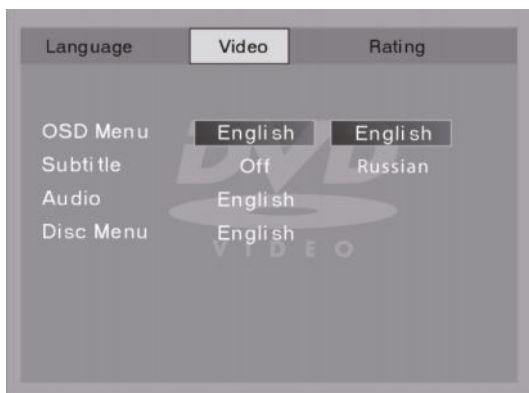 Language Video Rating
OSD Menu English English
Subtitle Off Russian
Audio English
Disc Menu English
DVD
VIDEO